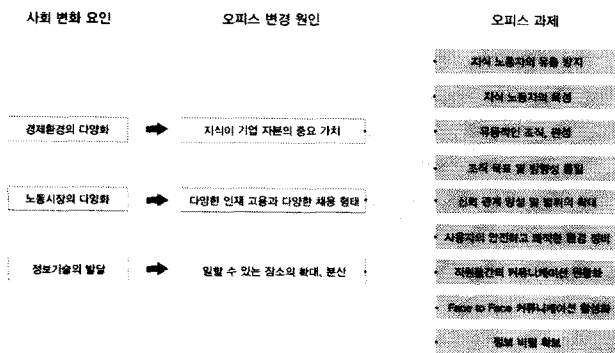 사회 변화 요인
오피스 변경 원인
오피스 과제
지식 노동자의 유출 방지
지식 노동자의 육성
경제환경의 다양화
지식이 기업 자본의 중요 가치
유동적인 조직, 편성
조직 목표 및 방향성 통일
노동시장의 다양화
다양한 인재 고용과 다양한 채용 형태
신뢰 관계 양성 및 범위의 확대
사용자의 안전하고 쾌적한 환경 정비
정보기술의 발달
일할 수 있는 장소의 확대, 분산
직원들간의 커뮤니케이션 원활화
Face to Face 커뮤니케이션 활성화
정보 비밀 확보